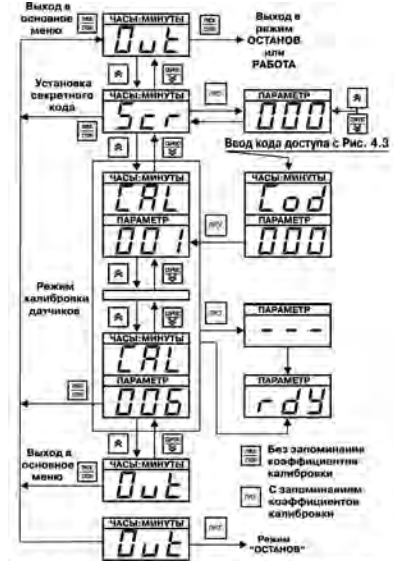 Выход в
основное
меню
ЧАСЫ:МИНУТЫ
Out
Выход в
режим
ОСТАНОВ
или
РАБОТА
Установка
секретного
кода
ЧАСЫ:МИНУТЫ
Scr
ПАРАМЕТР
000
Ввод кода доступа с Рис. 4.3
ЧАСЫ:МИНУТЫ
CAL
ПАРАМЕТР
001
ЧАСЫ:МИНУТЫ
Cod
ПАРАМЕТР
000
Режим
калибровки
датчиков
ЧАСЫ:МИНУТЫ
CAL
ПАРАМЕТР
006
ПАРАМЕТР
---
ПАРАМЕТР
rdy
Выход в
основное
меню
ЧАСЫ:МИНУТЫ
Out
Без запоминания
коэффициентов
калибровки
С запоминанием
коэффициентов
калибровки
ЧАСЫ:МИНУТЫ
Out
Режим
"ОСТАНОВ"